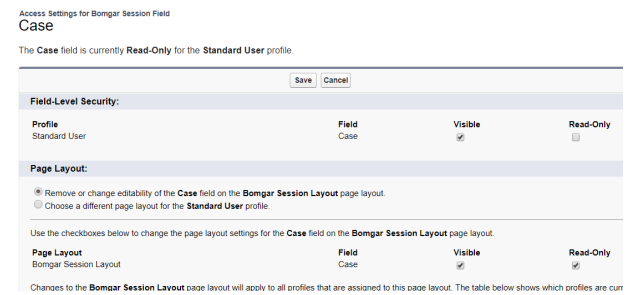 Access Settings for Bomgar Session Field
Case
The Case field is currently Read-Only for the Standard User profile.
Save Cancel
Field-Level Security:
Profile Field Visible Read-Only
Standard User Case
Page Layout:
Remove or change editability of the Case field on the Bomgar Session Layout page layout.
Choose a different page layout for the Standard User profile.
Use the checkboxes below to change the page layout settings for the Case field on the Bomgar Session Layout page layout.
Page Layout Field Visible Read-Only
Bomgar Session Layout Case
Changes to the Bomgar Session Layout page layout will apply to all profiles that are assigned to this page layout. The table below shows which profiles are